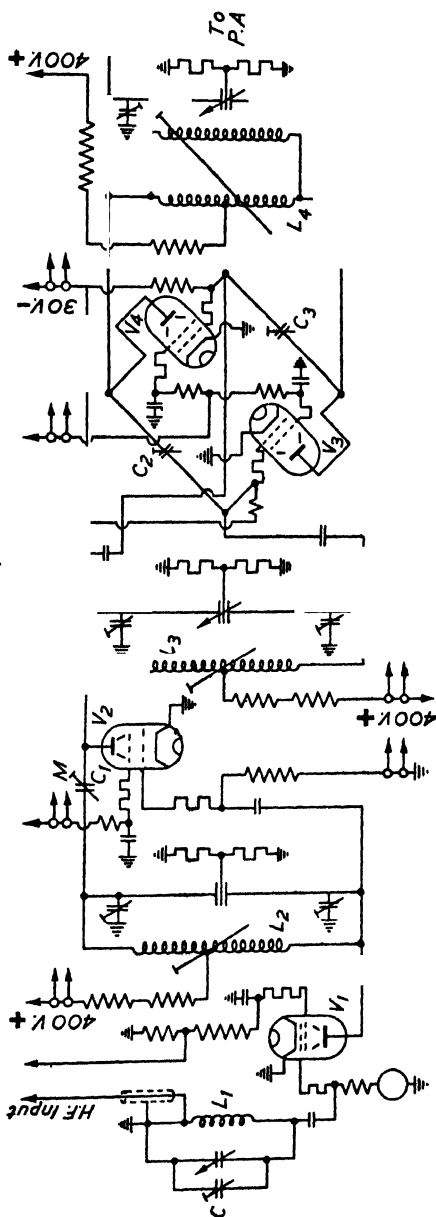 H.F. Input
C
L1
V1
400V. +
L2
M
C1
V2
L3
400V. +
C2
V3
V4
C3
30V. -
L4
400V. +
To
P.A